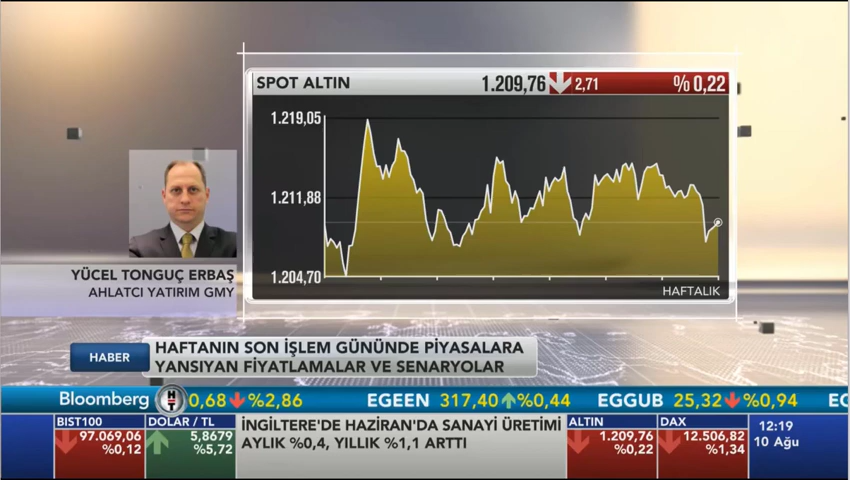 SPOT ALTIN 1.209,76 2,71 % 0,22
1.219,05
1.211,88
1.204,70
HAFTALIK
YÜCEL TONGUÇ ERBAŞ
AHLATCI YATIRIM GMY
HABER
HAFTANIN SON İŞLEM GÜNÜNDE PİYASALARA
YANSIYAN FİYATLAMALAR VE SENARYOLAR
Bloomberg HT 0,68 %2,86 EGEEN 317,40 %0,44 EGGUB 25,32 %0,94 EC
BIST100
97.069,06
%0,12
DOLAR / TL
5,8679
%5,72
İNGİLTERE'DE HAZİRAN'DA SANAYİ ÜRETİMİ
AYLIK %0,4, YILLIK %1,1 ARTTI
ALTIN
1.209,76
%0,22
DAX
12.506,82
%1,34
12:19
10 Ağu